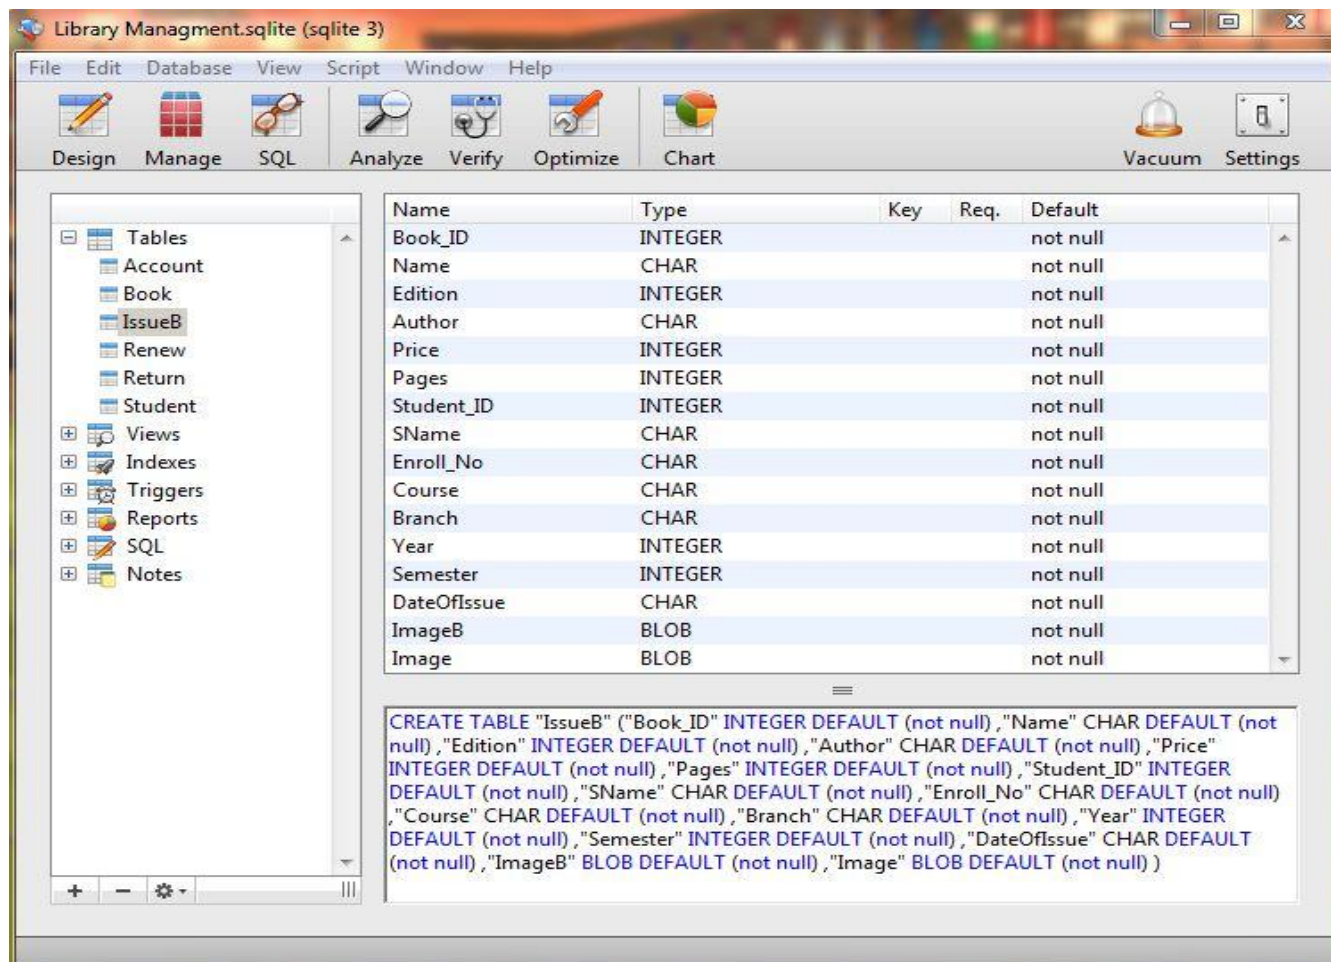 Library Managment.sqlite (sqlite 3)
File Edit Database View Script Window Help
Design Manage SQL Analyze Verify Optimize Chart Vacuum Settings
Tables
Account
Book
IssueB
Renew
Return
Student
Views
Indexes
Triggers
Reports
SQL
Notes
Name Type Key Req. Default
Book_ID INTEGER not null
Name CHAR not null
Edition INTEGER not null
Author CHAR not null
Price INTEGER not null
Pages INTEGER not null
Student_ID INTEGER not null
SName CHAR not null
Enroll_No CHAR not null
Course CHAR not null
Branch CHAR not null
Year INTEGER not null
Semester INTEGER not null
DateOfIssue CHAR not null
ImageB BLOB not null
Image BLOB not null
CREATE TABLE "IssueB" ("Book_ID" INTEGER DEFAULT (not null) ,"Name" CHAR DEFAULT (not
null) ,"Edition" INTEGER DEFAULT (not null) ,"Author" CHAR DEFAULT (not null) ,"Price"
INTEGER DEFAULT (not null) ,"Pages" INTEGER DEFAULT (not null) ,"Student_ID" INTEGER
DEFAULT (not null) ,"SName" CHAR DEFAULT (not null) ,"Enroll_No" CHAR DEFAULT (not null)
,"Course" CHAR DEFAULT (not null) ,"Branch" CHAR DEFAULT (not null) ,"Year" INTEGER
DEFAULT (not null) ,"Semester" INTEGER DEFAULT (not null) ,"DateOfIssue" CHAR DEFAULT
(not null) ,"ImageB" BLOB DEFAULT (not null) ,"Image" BLOB DEFAULT (not null) )